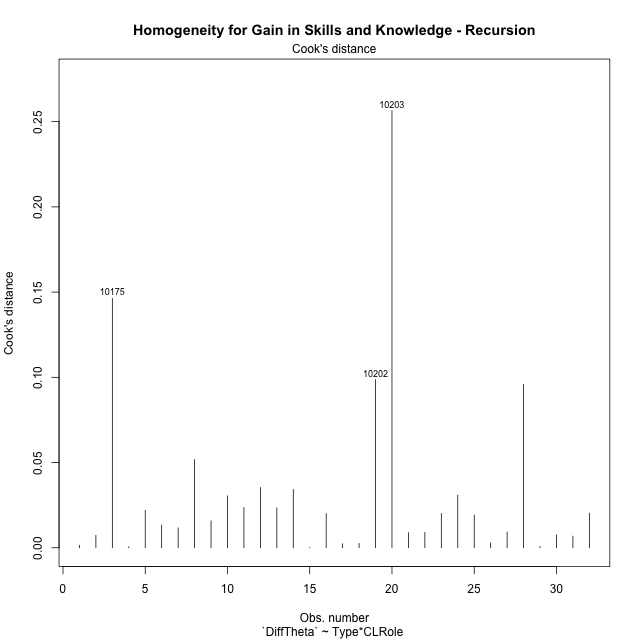 Homogeneity for Gain in Skills and Knowledge - Recursion
Cook's distance
Cook's distance
0.25
0.20
0.15
0.10
0.05
0.00
10203
10175
10202
0 5 10 15 20 25 30
Obs. number
`DiffTheta` ~ Type*CLRole